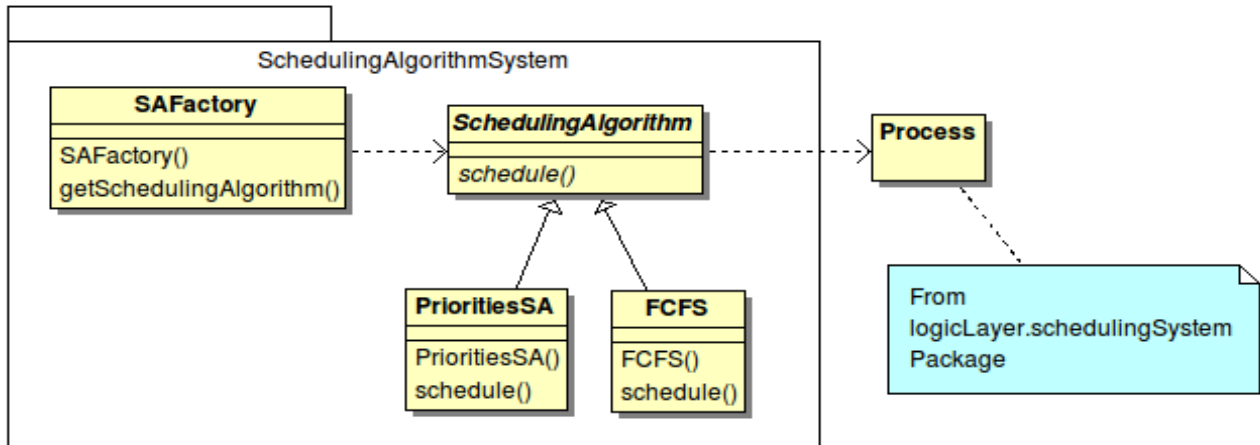 SchedulingAlgorithmSystem
SAFactory
SAFactory()
getSchedulingAlgorithm()
SchedulingAlgorithm
schedule()
Process
PrioritiesSA
PrioritiesSA()
schedule()
FCFS
FCFS()
schedule()
From
logicLayer.schedulingSystem
Package